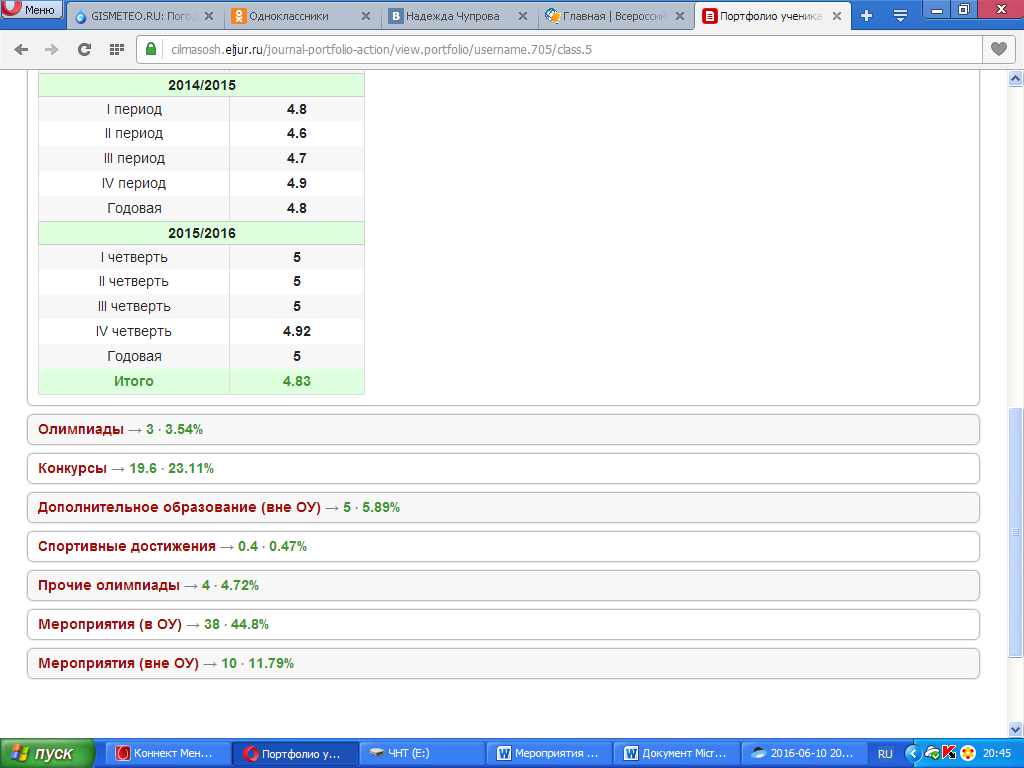 Меню
GISMETEO.RU: Пого
Одноклассники
Надежда Чупрова
Главная | Всеросси
Портфолио ученика
cilmasosh.eljur.ru/journal-portfolio-action/view.portfolio/username.705/class.5
2014/2015
I период 4.8
II период 4.6
III период 4.7
IV период 4.9
Годовая 4.8
2015/2016
I четверть 5
II четверть 5
III четверть 5
IV четверть 4.92
Годовая 5
Итого 4.83
Олимпиады → 3 · 3.54%
Конкурсы → 19.6 · 23.11%
Дополнительное образование (вне ОУ) → 5 · 5.89%
Спортивные достижения → 0.4 · 0.47%
Прочие олимпиады → 4 · 4.72%
Мероприятия (в ОУ) → 38 · 44.8%
Мероприятия (вне ОУ) → 10 · 11.79%
пуск
Коннект Мен...
Портфолио у...
ЧНТ (E:)
Мероприятия ...
Документ Micr...
2016-06-10 20...
RU
20:45